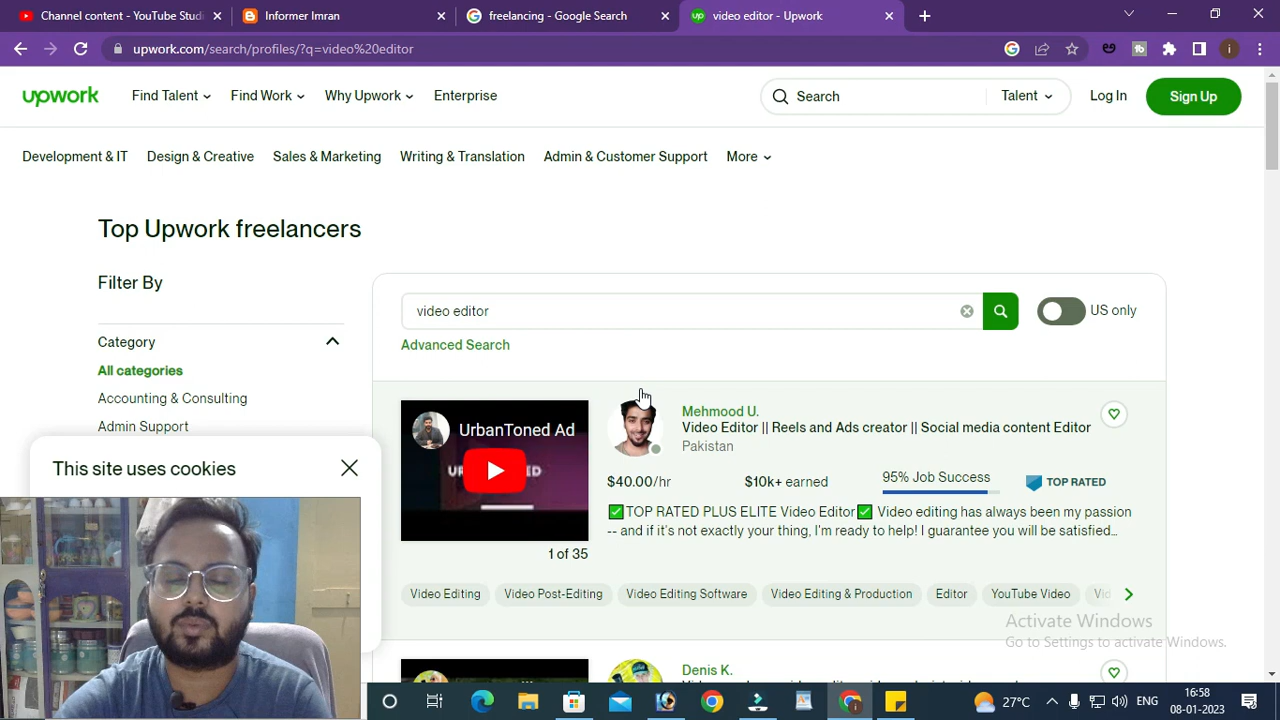 Channel content - YouTube Studi
Informer Imran
freelancing - Google Search
up video editor - Upwork
upwork.com/search/profiles/?q=video%20editor
upwork Find Talent Find Work Why Upwork Enterprise Search Talent Log In Sign Up
Development & IT Design & Creative Sales & Marketing Writing & Translation Admin & Customer Support More
Top Upwork freelancers
Filter By
video editor US only
Category
Advanced Search
All categories
Accounting & Consulting
Admin Support
This site uses cookies
UrbanToned Ad
Mehmood U.
Video Editor || Reels and Ads creator || Social media content Editor
Pakistan
$40.00/hr $10k+ earned 95% Job Success TOP RATED
✅TOP RATED PLUS ELITE Video Editor✅ Video editing has always been my passion
-- and if it's not exactly your thing, I'm ready to help! I guarantee you will be satisfied...
1 of 35
Video Editing Video Post-Editing Video Editing Software Video Editing & Production Editor YouTube Video
Activate Windows
Go to Settings to activate Windows.
Denis K.
27°C ENG 16:58
08-01-2023